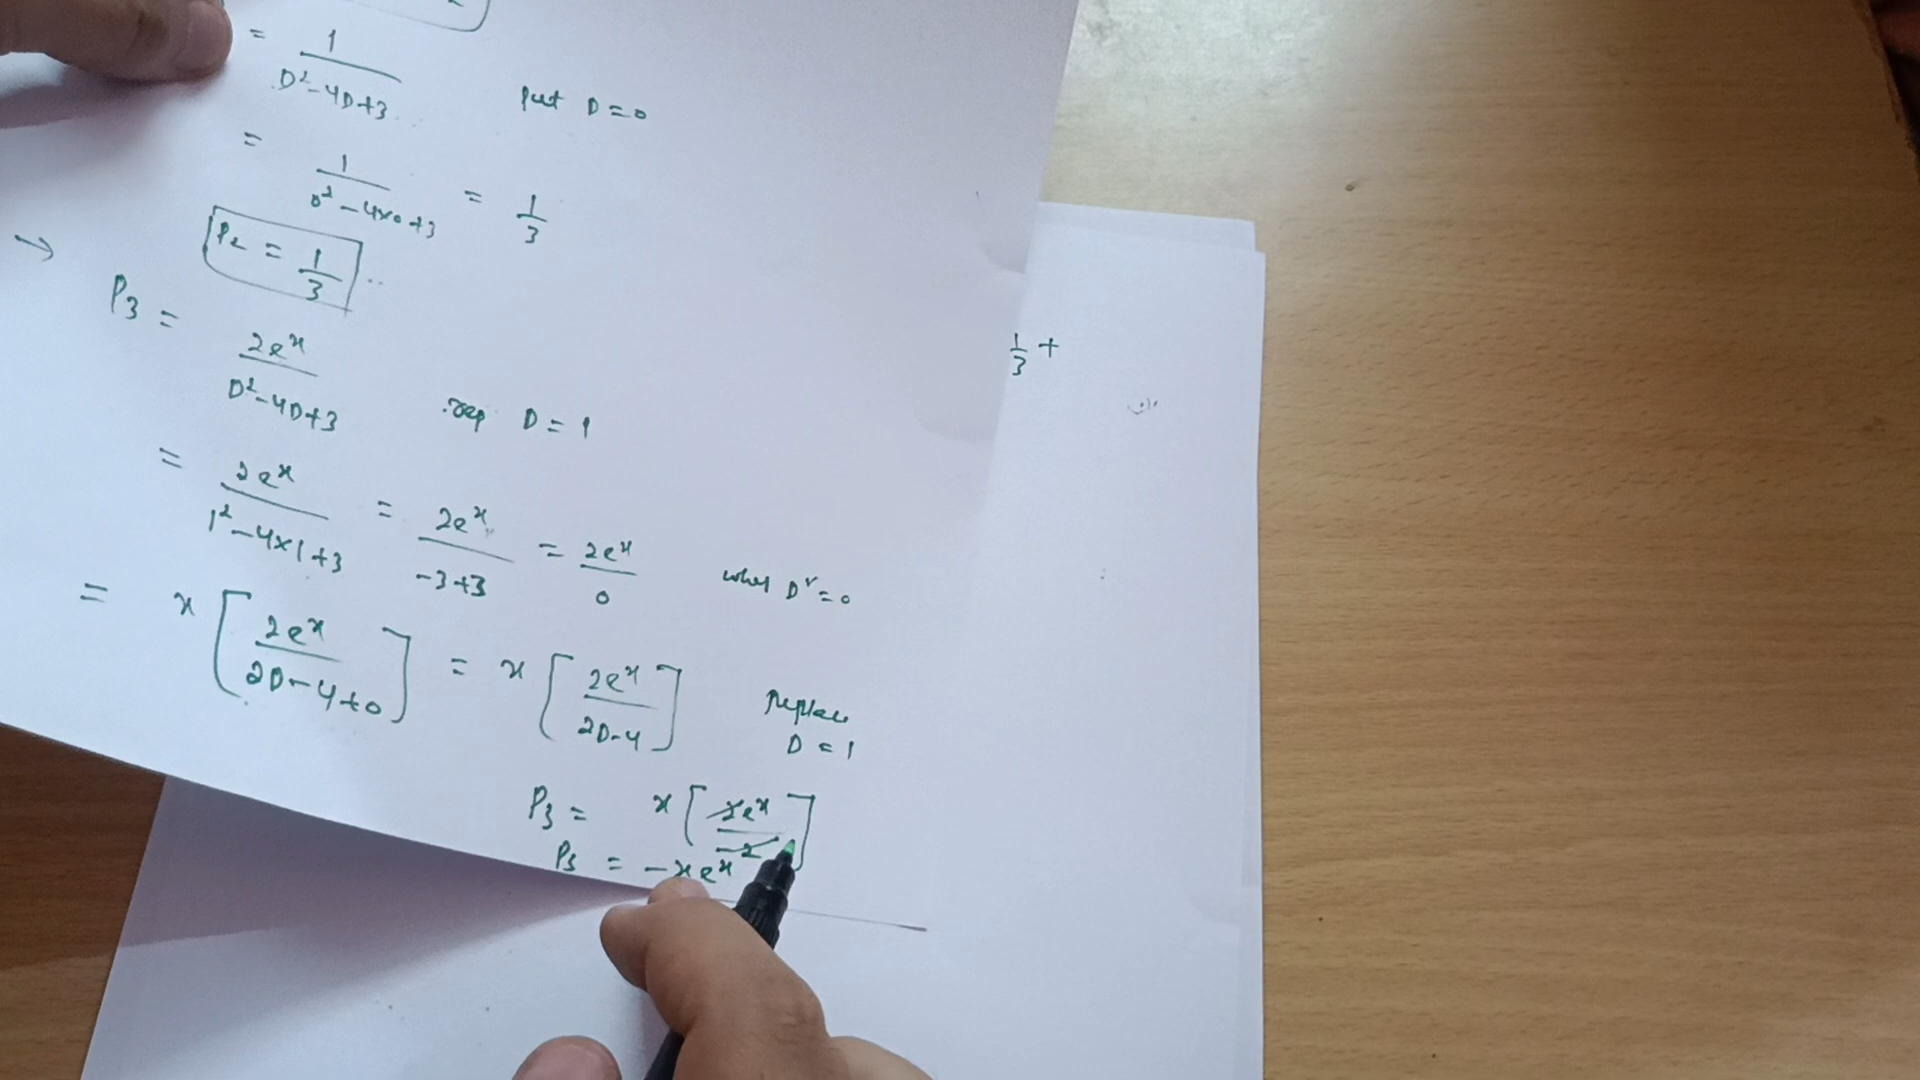 = 1/(D²-4D+3) Put D=0
= 1/(0²-4×0+3) = 1/3
→ P₂ = 1/3
P₃ = 2eˣ/(D²-4D+3) rep D=1
= 2eˣ/(1²-4×1+3) = 2eˣ/(-3+3) = 2eˣ/0 D^r=0
= x[2eˣ/(2D-4+0)] = x[2eˣ/(2D-4)] Replace D=1
P₃ = x[2eˣ/-2]
P₃ = -xeˣ
1/3 +